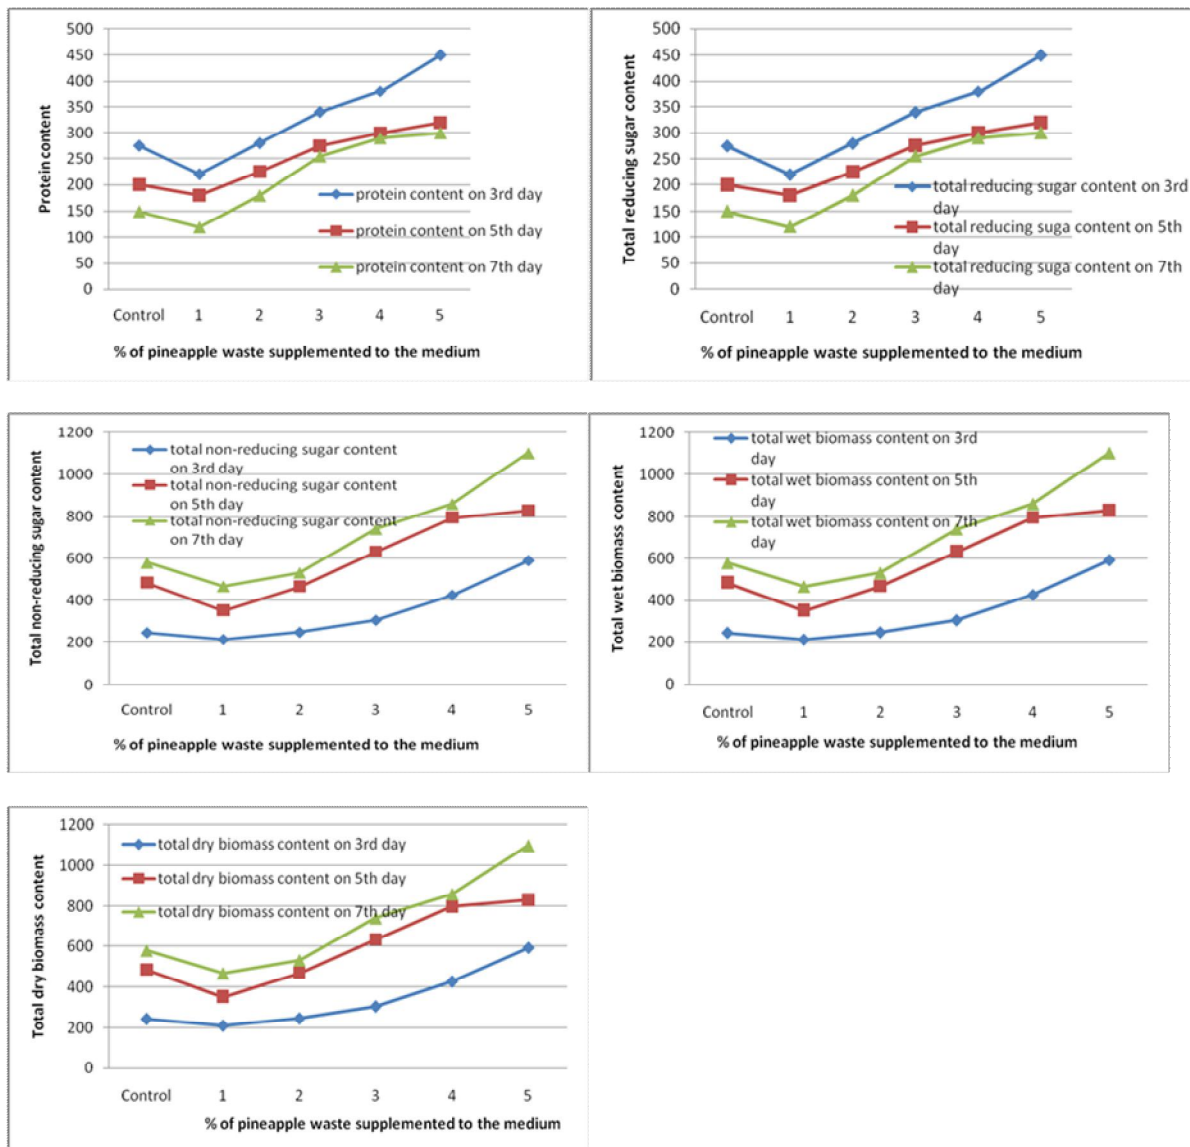 Protein content
500
450
400
350
300
250
200
150
100
50
0
protein content on 3rd day
protein content on 5th day
protein content on 7th day
Control 1 2 3 4 5
% of pineapple waste supplemented to the medium
Total reducing sugar content
500
450
400
350
300
250
200
150
100
50
0
total reducing sugar content on 3rd
day
total reducing suga content on 5th
day
total reducing suga content on 7th
day
Control 1 2 3 4 5
% of pineapple waste supplemented to the medium
Total non-reducing sugar content
1200
1000
800
600
400
200
0
total non-reducing sugar content
on 3rd day
total non-reducing sugar content
on 5th day
total non-reducing sugar content
on 7th day
Control 1 2 3 4 5
% of pineapple waste supplemented to the medium
Total wet biomass content
1200
1000
800
600
400
200
0
total wet biomass content on 3rd
day
total wet biomass content on 5th
day
total wet biomass content on 7th
day
Control 1 2 3 4 5
% of pineapple waste supplemented to the medium
Total dry biomass content
1200
1000
800
600
400
200
0
total dry biomass content on 3rd day
total dry biomass content on 5th day
total dry biomass content on 7th day
Control 1 2 3 4 5
% of pineapple waste supplemented to the medium